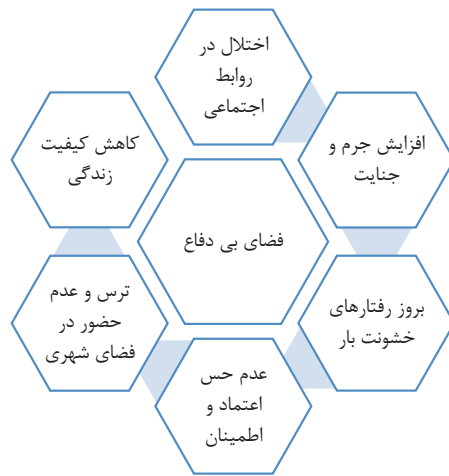 اختلال در
روابط
اجتماعی
افزایش جرم و
جنایت
بروز رفتارهای
خشونت بار
عدم حس
اعتماد و
اطمینان
ترس و عدم
حضور در
فضای شهری
کاهش کیفیت
زندگی
فضای بی دفاع